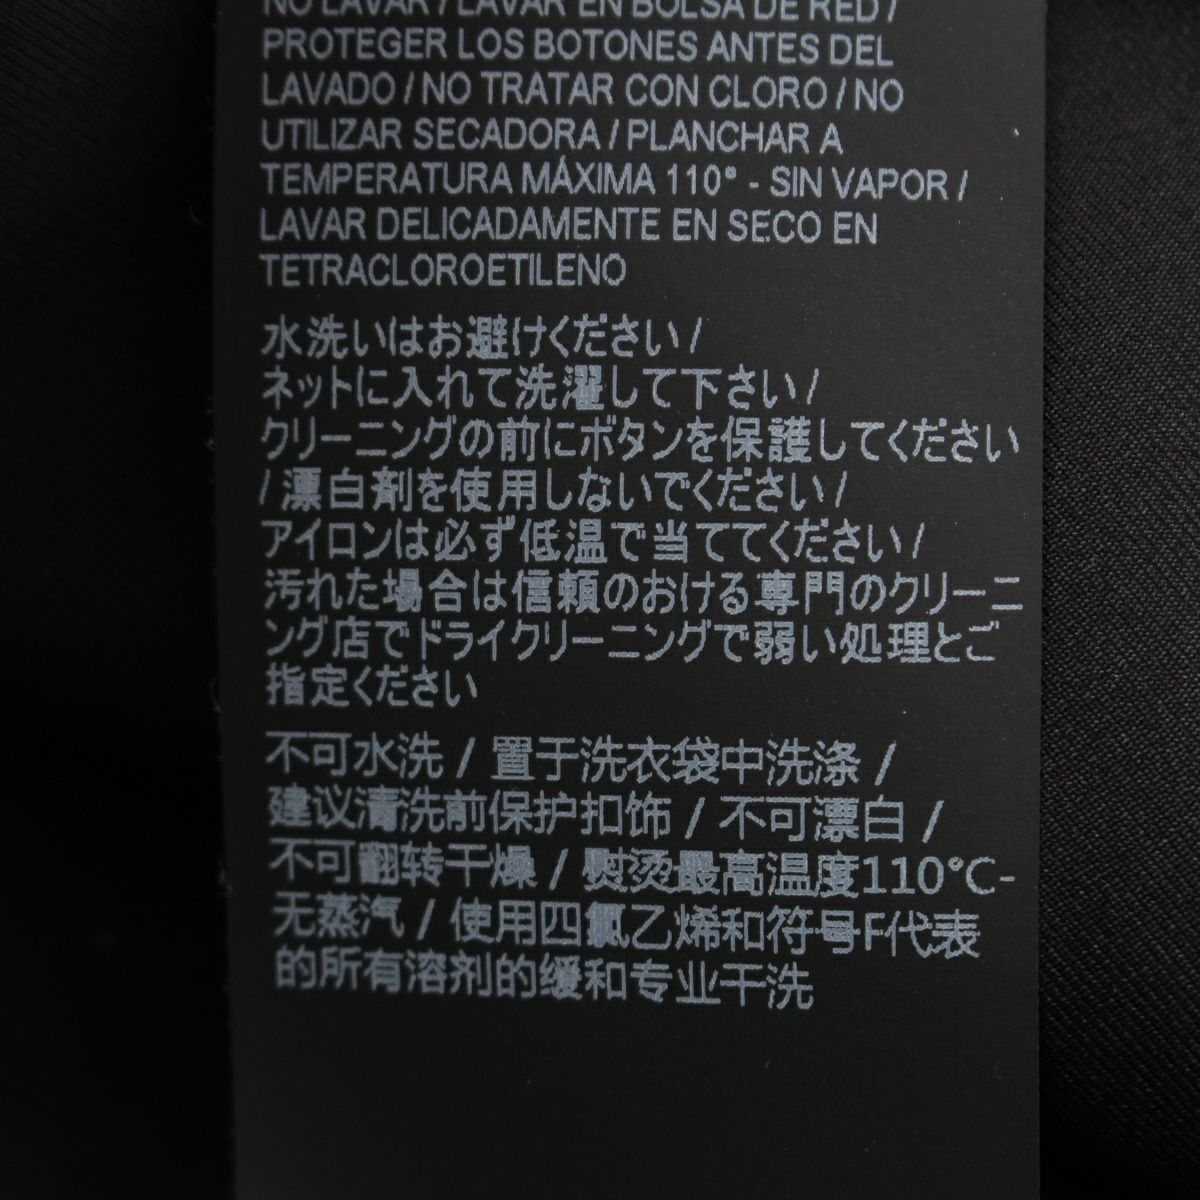 NO LAVAR / LAVAR EN BOLSA DE RED /
PROTEGER LOS BOTONES ANTES DEL
LAVADO / NO TRATAR CON CLORO / NO
UTILIZAR SECADORA / PLANCHAR A
TEMPERATURA MÁXIMA 110° - SIN VAPOR /
LAVAR DELICADAMENTE EN SECO EN
TETRACLOROETILENO
水洗いはお避けください/
ネットに入れて洗濯して下さい/
クリーニングの前にボタンを保護してください
/漂白剤を使用しないでください/
アイロンは必ず低温で当ててください/
汚れた場合は信頼のおける専門のクリーニ
ング店でドライクリーニングで弱い処理とご
指定ください
不可水洗 / 置于洗衣袋中洗涤 /
建议清洗前保护扣饰 / 不可漂白 /
不可翻转干燥 / 熨烫最高温度110°C-
无蒸汽 / 使用四氯乙烯和符号F代表
的所有溶剂的缓和专业干洗